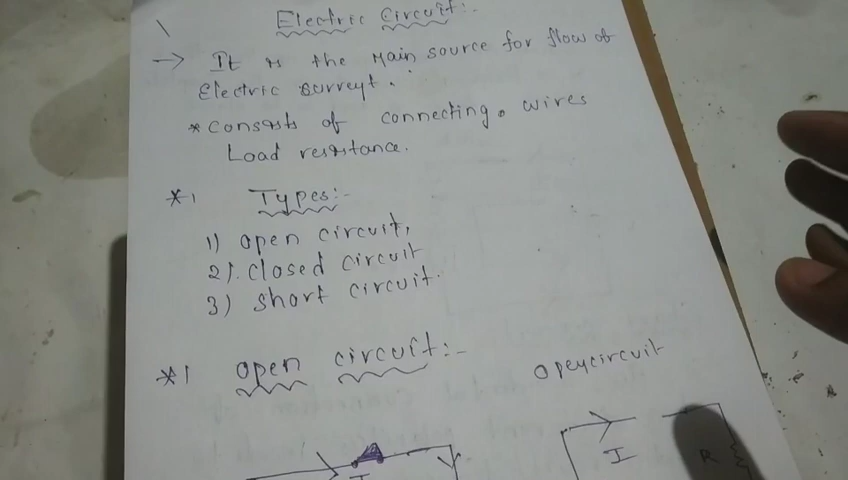 Electric Circuit:-
→ It is the Main source for flow of
Electric current.
* consists of connecting wires
Load resistance.
* Types:-
1) open circuit,
2) closed circuit
3) short circuit.
* open circuit:-
Open circuit
I
I R